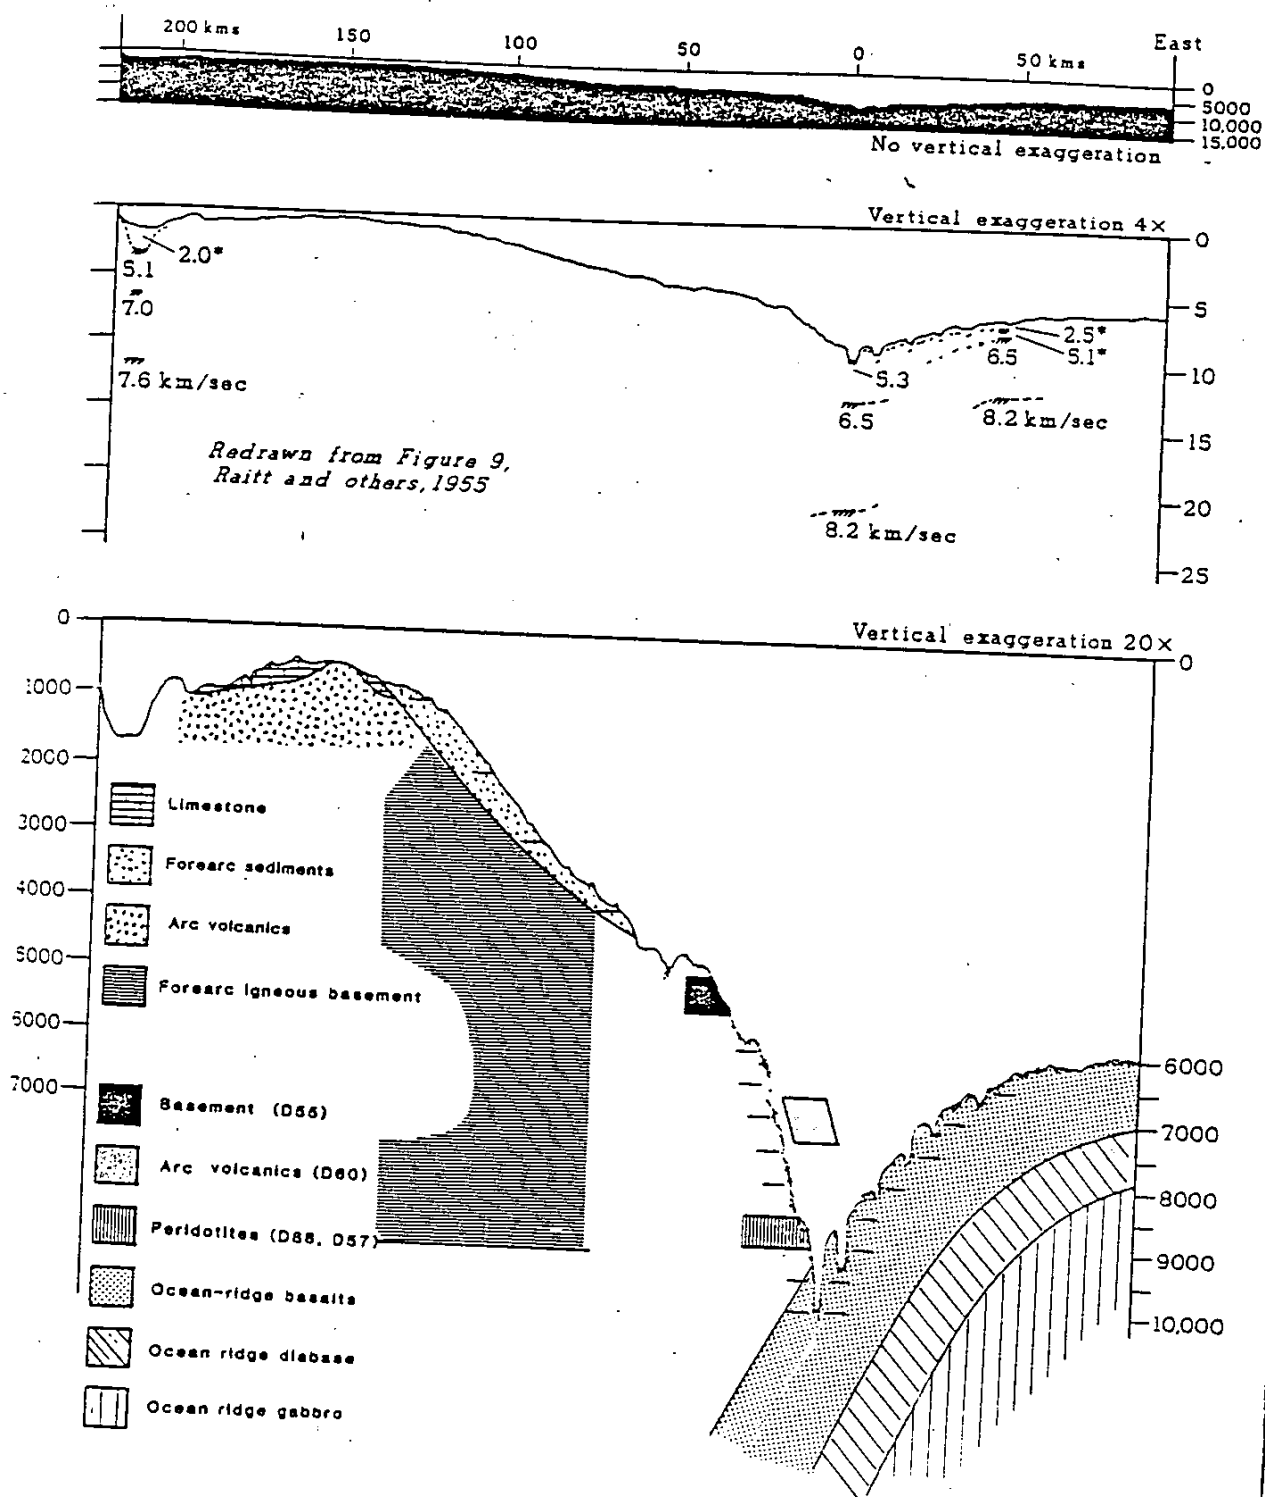 200 kms 150 100 50 0 50 kms East
0
5000
10,000
15,000
No vertical exaggeration
Vertical exaggeration 4×
0
2.0*
5.1
7.0
5
2.5*
5.1*
6.5
5.3
7.6 km/sec
10
6.5
8.2 km/sec
15
Redrawn from Figure 9,
Raitt and others, 1955
20
8.2 km/sec
25
0
Vertical exaggeration 20×
0
1000
2000
Limestone
3000
Forearc sediments
4000
Arc volcanics
5000
Forearc igneous basement
6000
7000
6000
Basement (D55)
7000
Arc volcanics (D60)
8000
Peridotites (D58, D57)
9000
Ocean-ridge basalts
10,000
Ocean ridge diabase
Ocean ridge gabbro